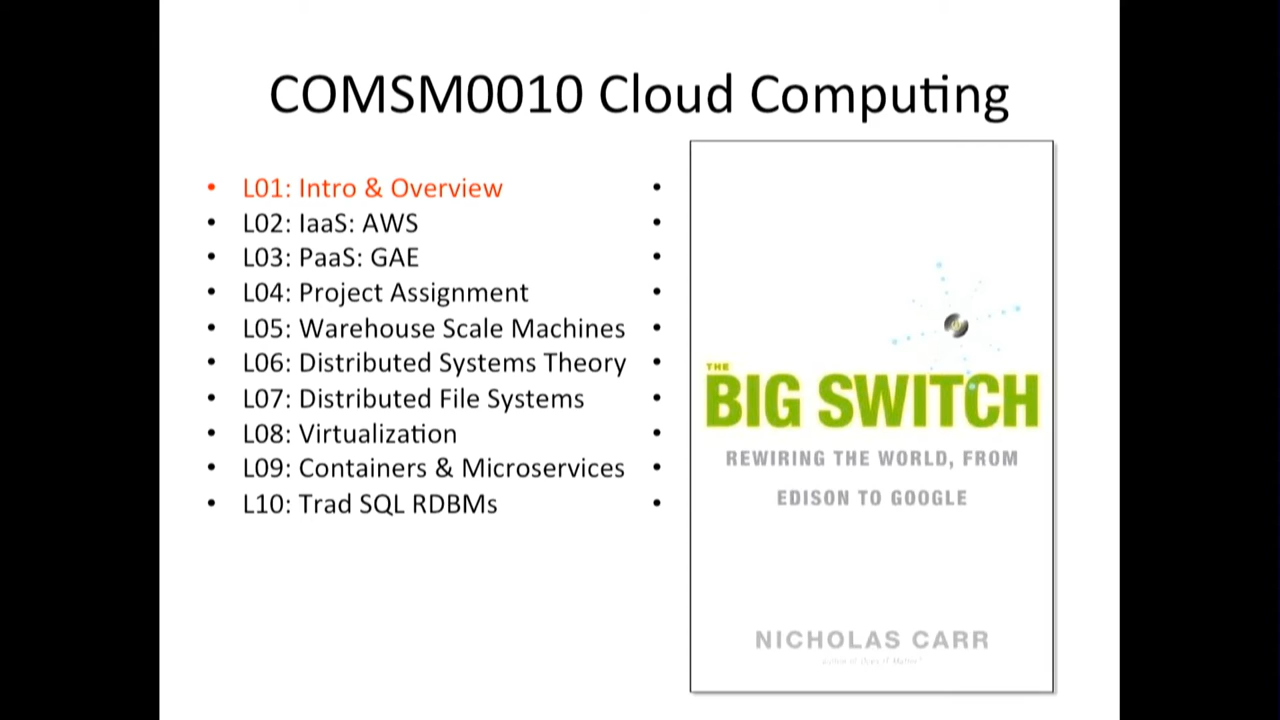 COMSM0010 Cloud Computing
• L01: Intro & Overview
• L02: IaaS: AWS
• L03: PaaS: GAE
• L04: Project Assignment
• L05: Warehouse Scale Machines
• L06: Distributed Systems Theory
• L07: Distributed File Systems
• L08: Virtualization
• L09: Containers & Microservices
• L10: Trad SQL RDBMs
THE
BIG SWITCH
REWIRING THE WORLD, FROM
EDISON TO GOOGLE
NICHOLAS CARR